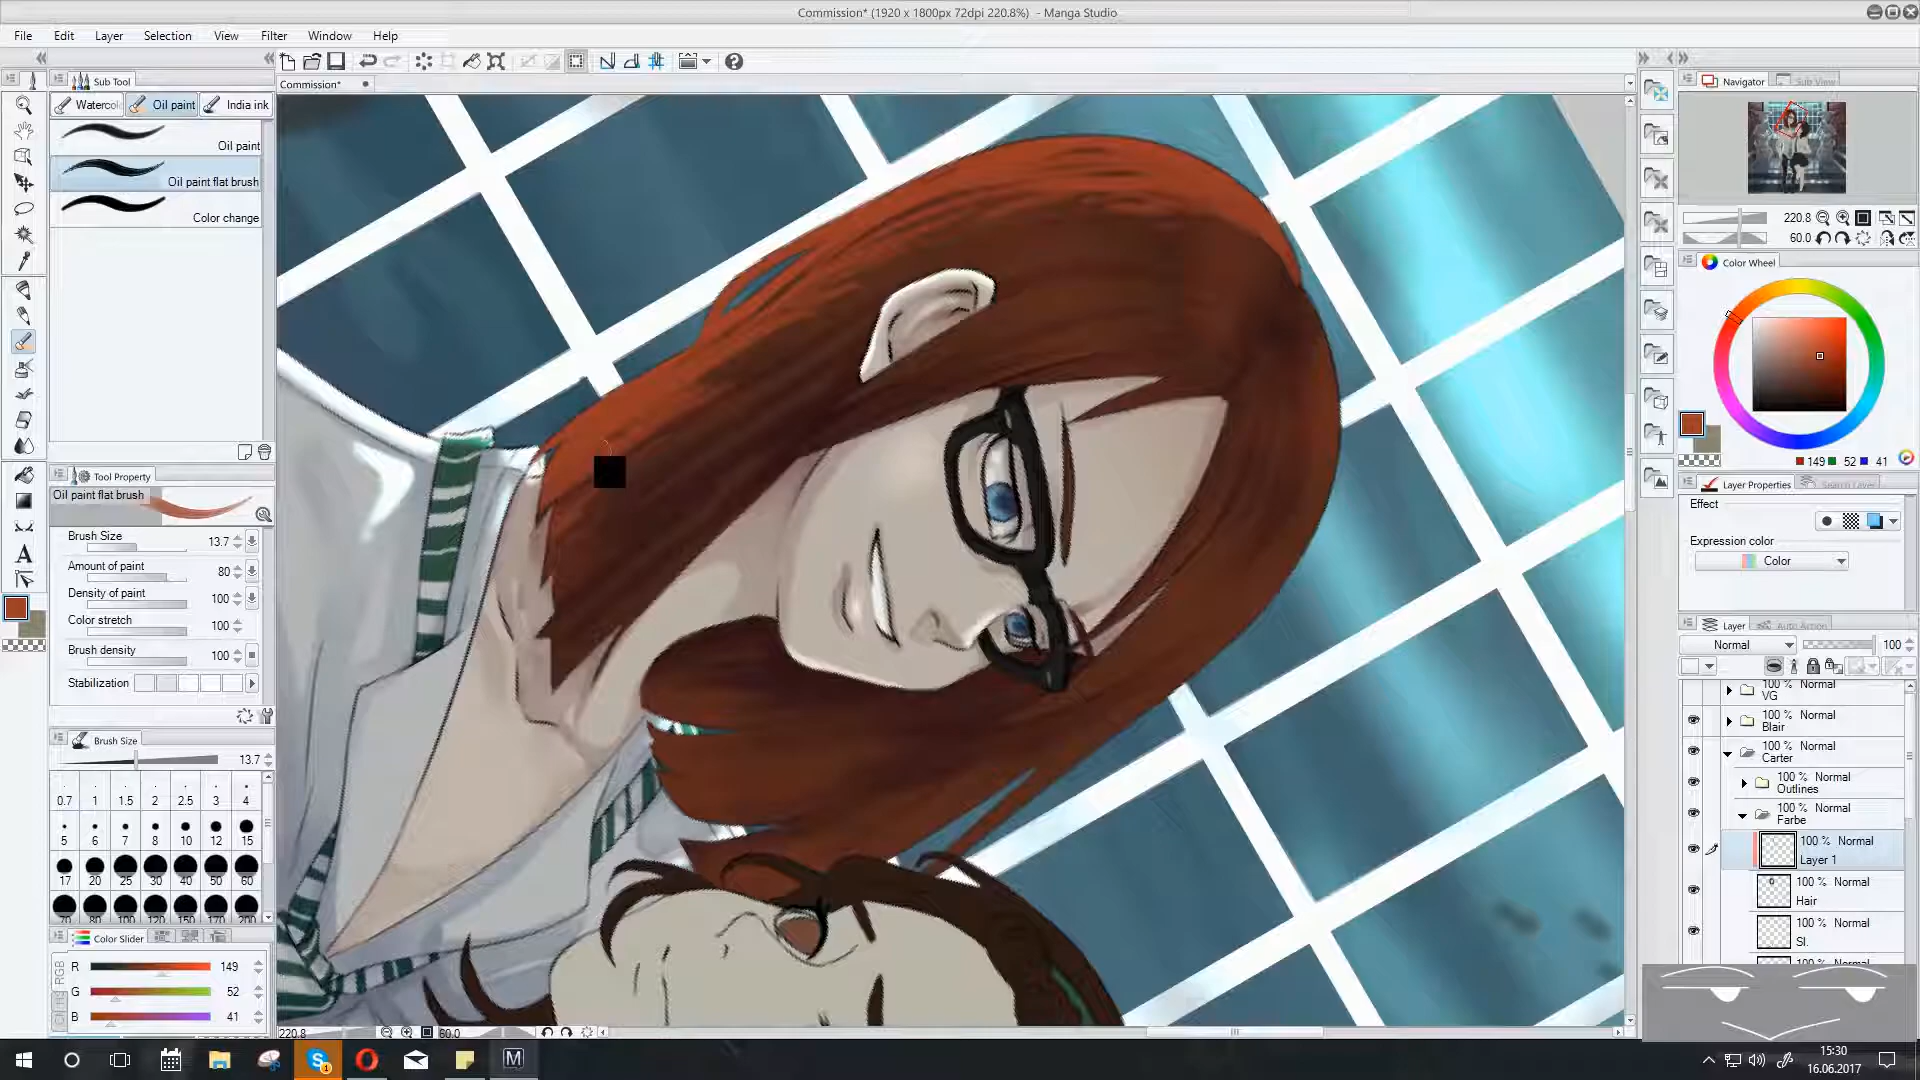 Commission* (1920 x 1800px 72dpi 220.8%) - Manga Studio
File Edit Layer Selection View Filter Window Help
Sub Tool
Commission*
Navigator
Sub View
Oil paint
India ink
Oil paint
Oil paint flat brush
Color change
220.8
60.0
Color Wheel
149 52 41
Tool Property
Layer Properties
Search Layer
Oil paint flat brush
Effect
Brush Size 13.7
Expression color
Amount of paint 80
Color
Density of paint 100
Color stretch 100
Layer
Auto Action
Brush density 100
Normal 100
Stabilization
100 % Normal
VG
100 % Normal
Blair
Brush Size
100 % Normal
Carter
13.7
100 % Normal
Outlines
0.7 1 1.5 2 2.5 3 4
100 % Normal
Farbe
5 6 7 8 10 12 15
100 % Normal
Layer 1
17 20 25 30 40 50 60
100 % Normal
Hair
70 80 100 120 150 170 200
100 % Normal
Sl.
Color Slider
100 % Normal
RGB
R 149
G 52
B 41
220.8
60.0
15:30
16.06.2017